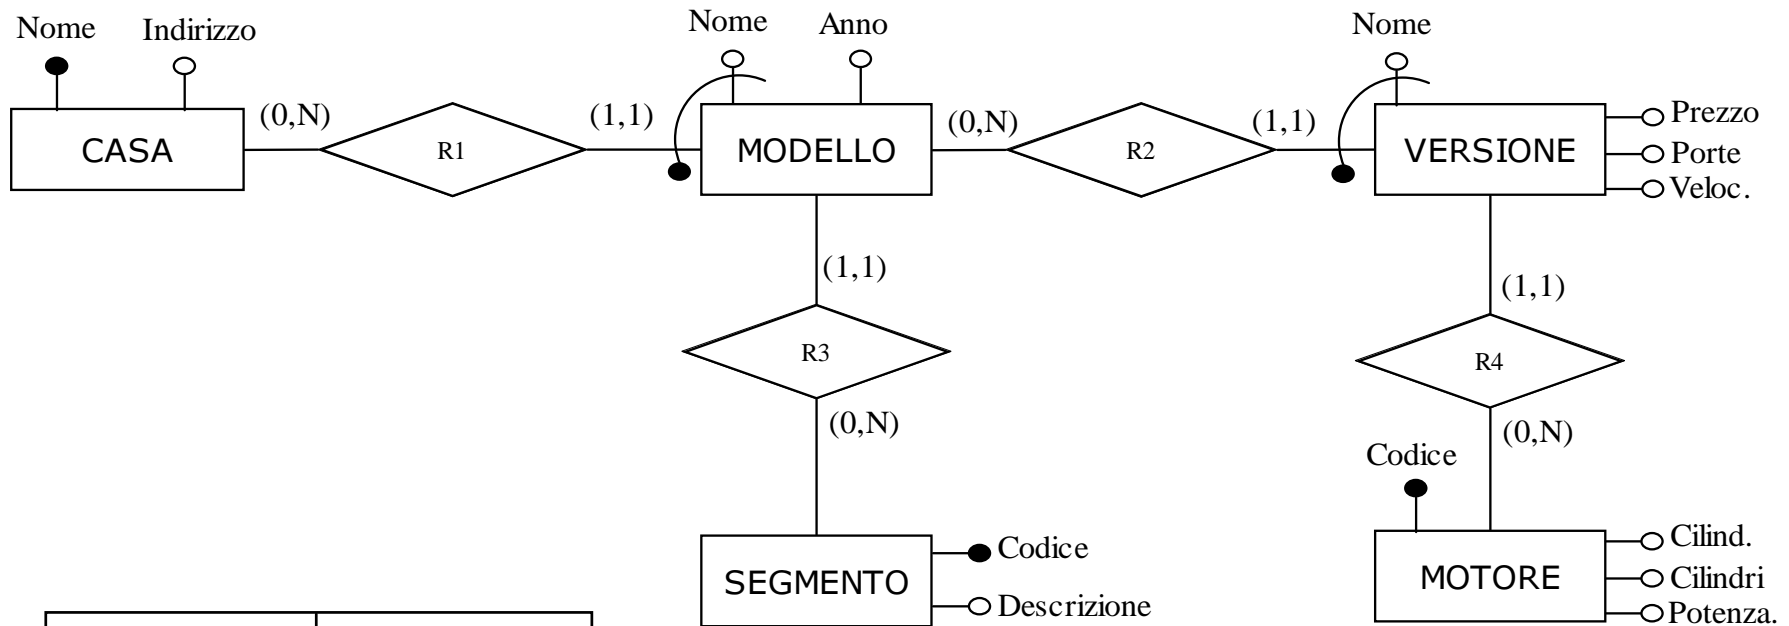 Nome Indirizzo
Nome Anno
Nome
(0,N) (1,1) (0,N) (1,1)
CASA R1 MODELLO R2 VERSIONE
Prezzo
Porte
Veloc.
(1,1) (1,1)
R3 R4
(0,N) (0,N)
Codice
SEGMENTO
Codice
Descrizione
MOTORE
Cilind.
Cilindri
Potenza.